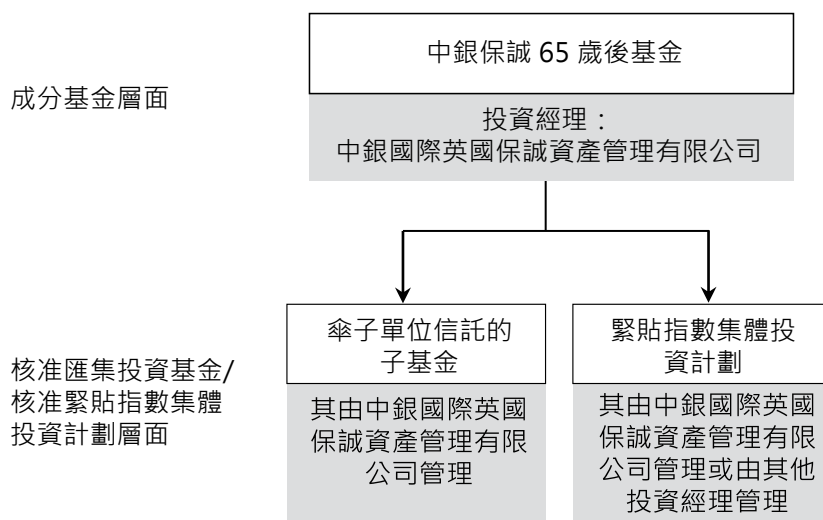 中銀保誠 65 歲後基金
成分基金層面
投資經理：
中銀國際英國保誠資產管理有限公司
傘子單位信託的
子基金
緊貼指數集體投
資計劃
核准匯集投資基金/
核准緊貼指數集體
投資計劃層面
其由中銀國際英國
保誠資產管理有限
公司管理
其由中銀國際英國
保誠資產管理有限
公司管理或由其他
投資經理管理